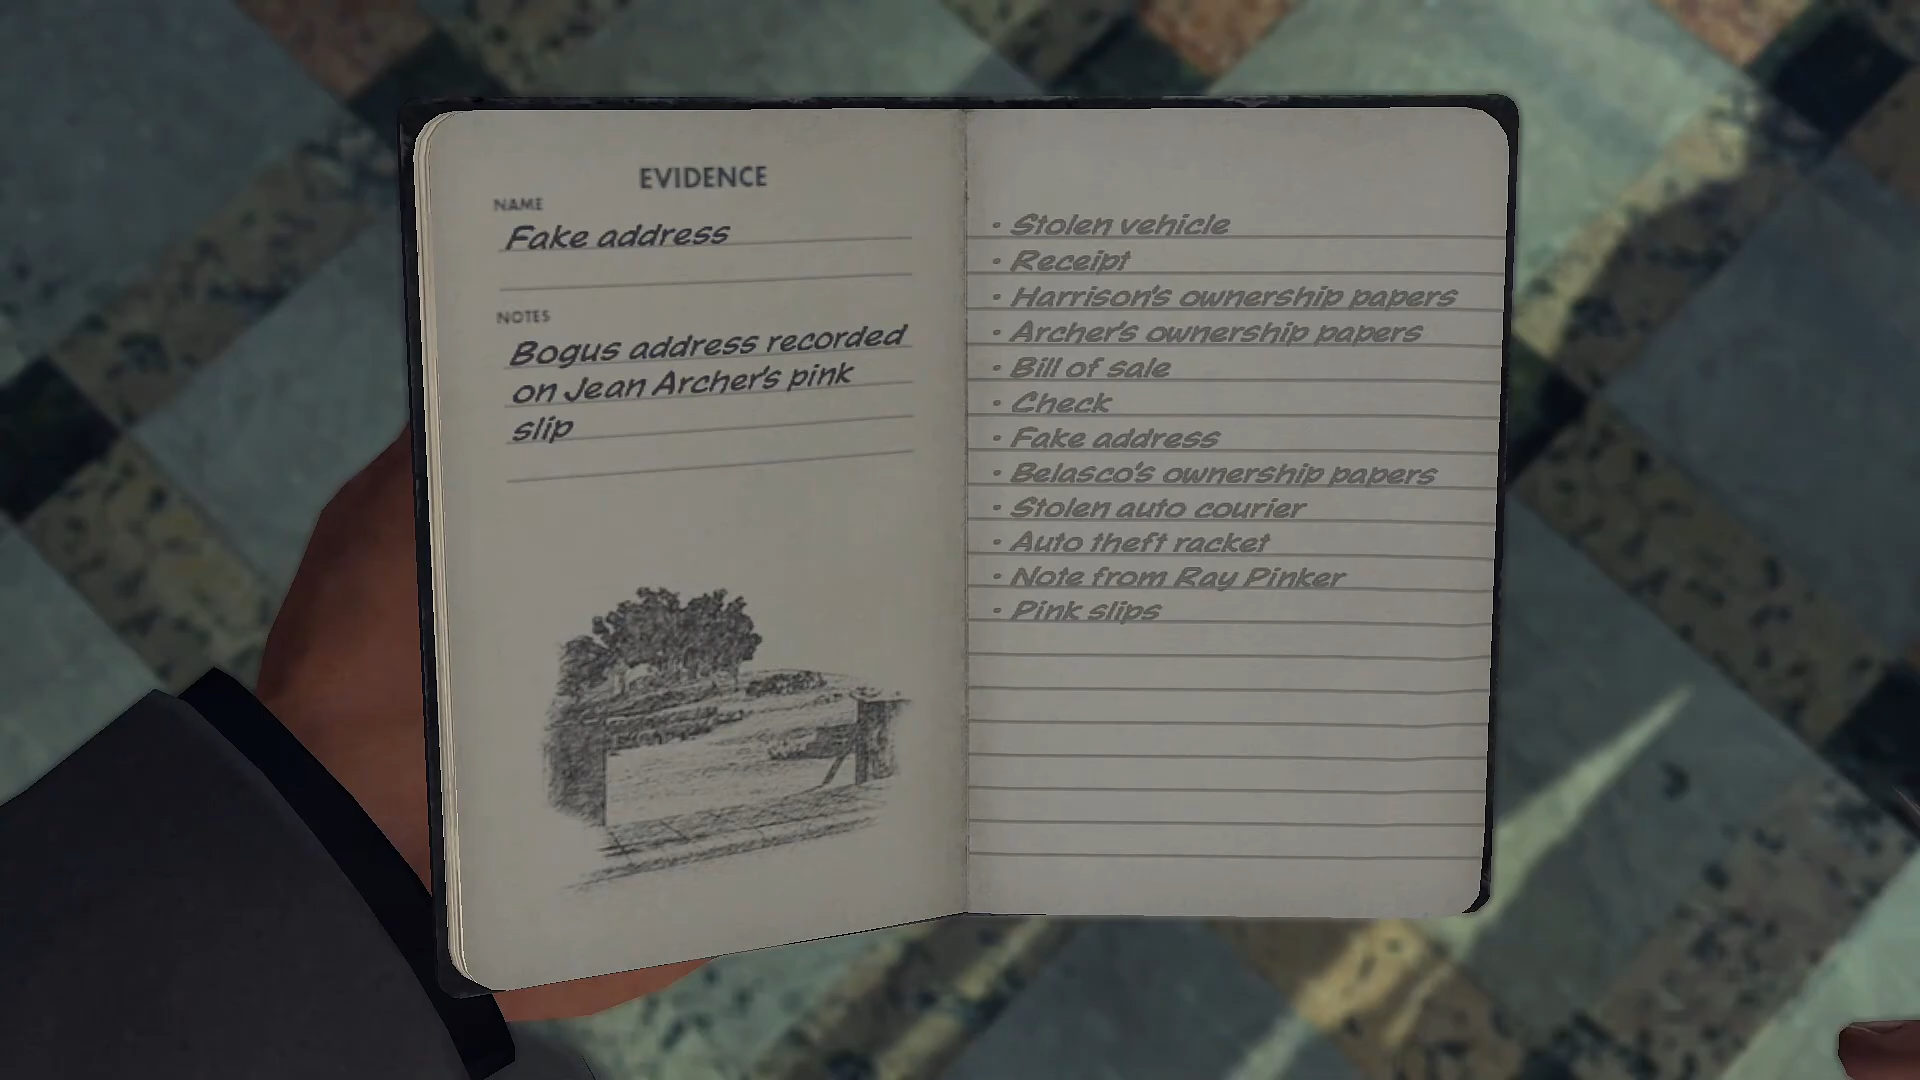 EVIDENCE
NAME
Fake address
NOTES
Bogus address recorded
on Jean Archer's pink
slip
• Stolen vehicle
• Receipt
• Harrison's ownership papers
• Archer's ownership papers
• Bill of sale
• Check
• Fake address
• Belasco's ownership papers
• Stolen auto courier
• Auto theft racket
• Note from Ray Pinker
• Pink slips